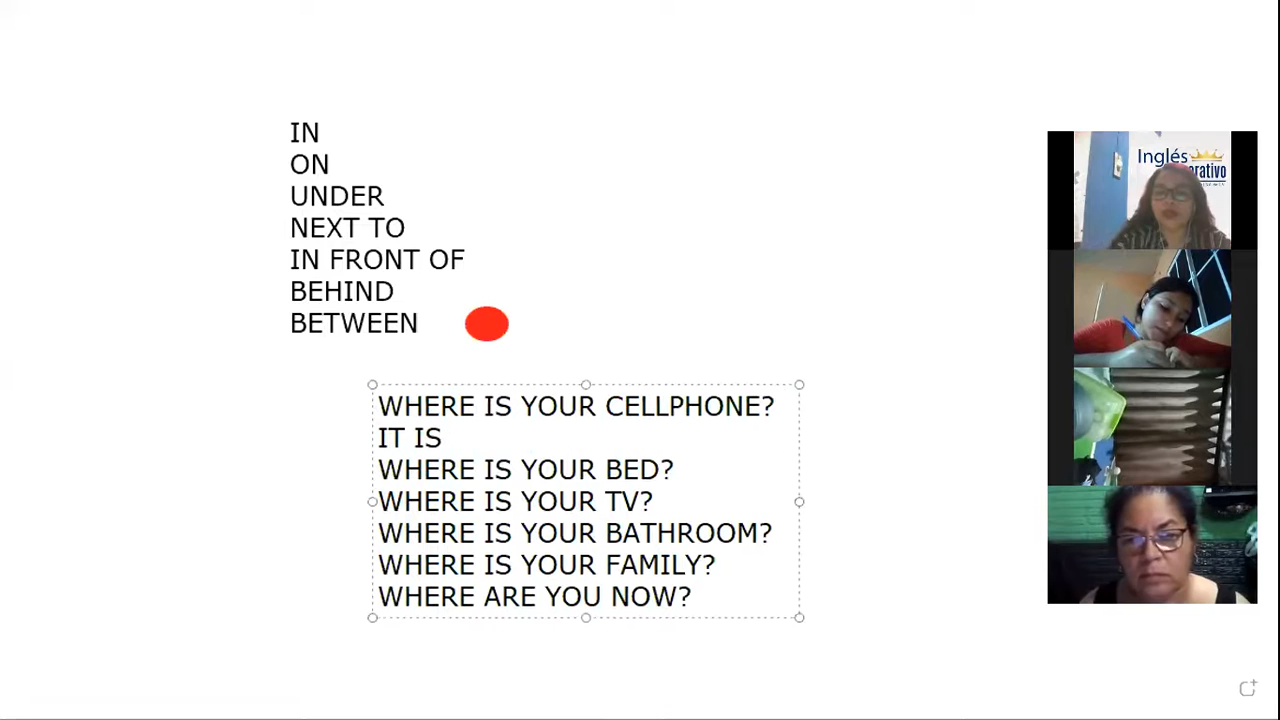 IN
ON
UNDER
NEXT TO
IN FRONT OF
BEHIND
BETWEEN
WHERE IS YOUR CELLPHONE?
IT IS
WHERE IS YOUR BED?
WHERE IS YOUR TV?
WHERE IS YOUR BATHROOM?
WHERE IS YOUR FAMILY?
WHERE ARE YOU NOW?
Inglés